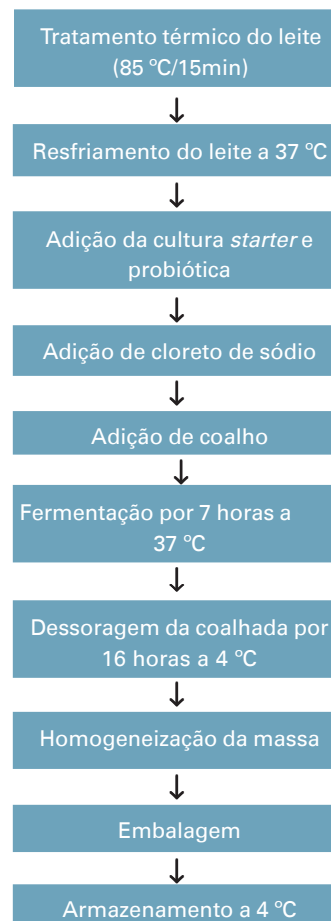 Tratamento térmico do leite
(85 ºC/15min)
Resfriamento do leite a 37 ºC
Adição da cultura starter e
probiótica
Adição de cloreto de sódio
Adição de coalho
Fermentação por 7 horas a
37 ºC
Dessoragem da coalhada por
16 horas a 4 ºC
Homogeneização da massa
Embalagem
Armazenamento a 4 ºC